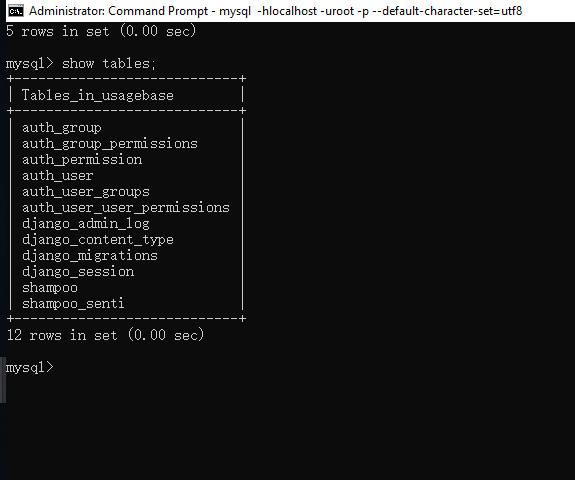 Administrator: Command Prompt - mysql -hlocalhost -uroot -p --default-character-set=utf8
5 rows in set (0.00 sec)
mysql> show tables;
+---------------------------+
| Tables_in_usagebase |
+---------------------------+
| auth_group |
| auth_group_permissions |
| auth_permission |
| auth_user |
| auth_user_groups |
| auth_user_user_permissions |
| django_admin_log |
| django_content_type |
| django_migrations |
| django_session |
| shampoo |
| shampoo_senti |
+---------------------------+
12 rows in set (0.00 sec)
mysql>